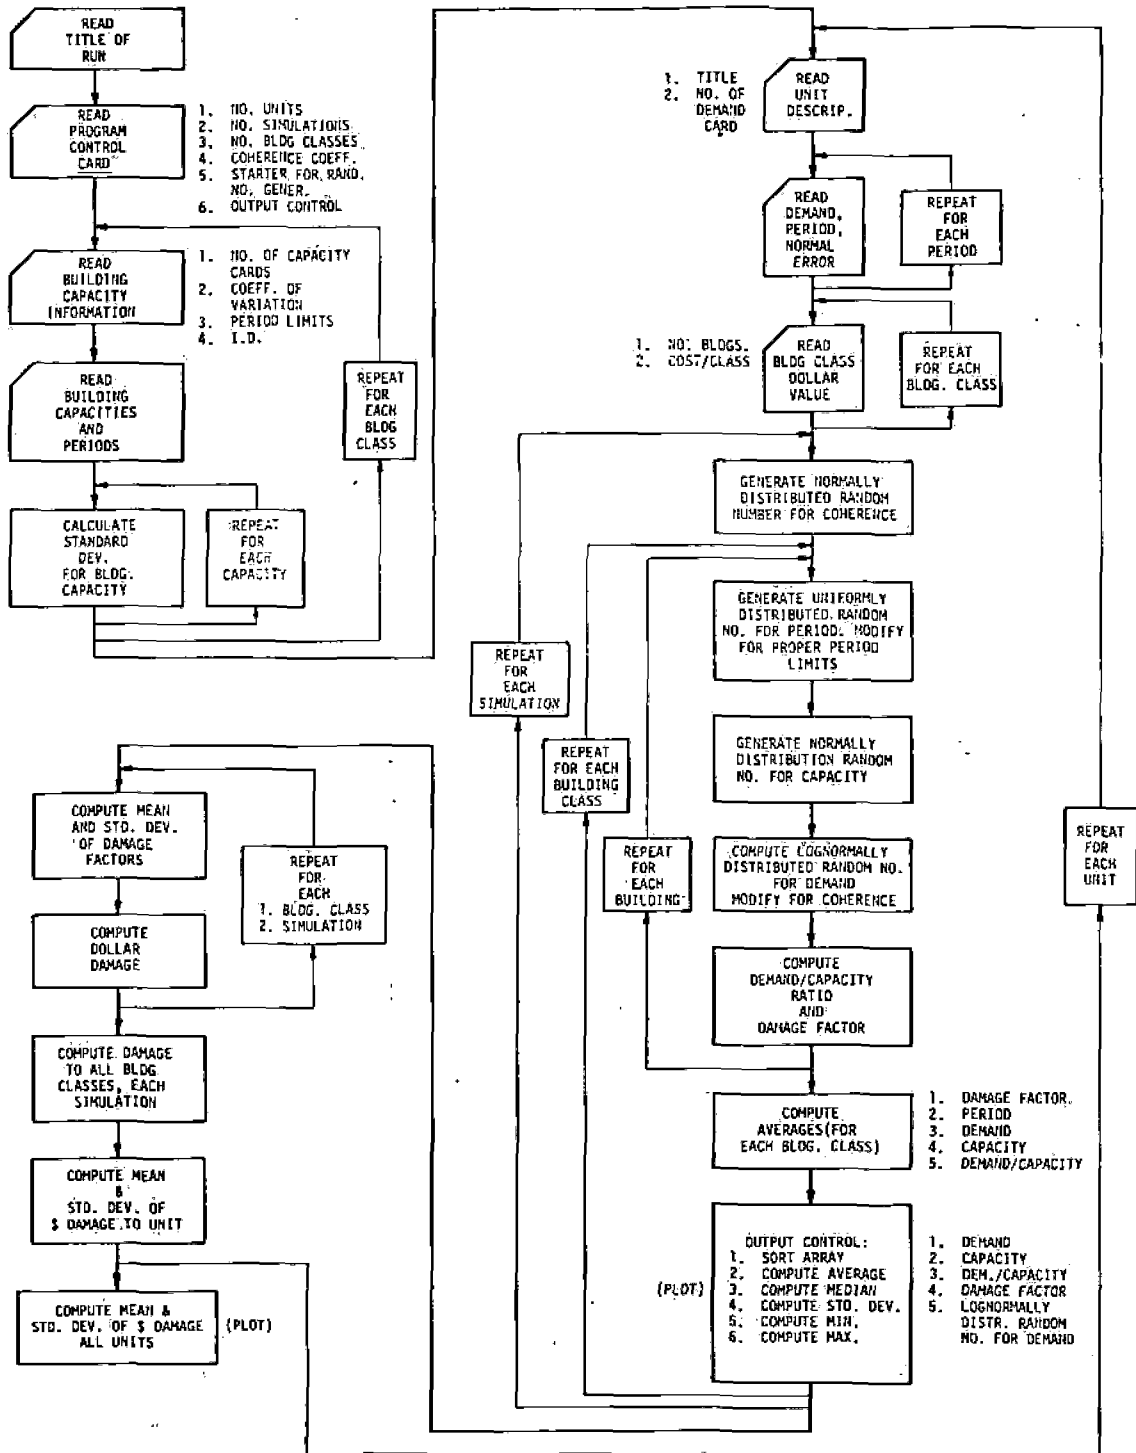 READ
TITLE OF
RUN
READ
PROGRAM
CONTROL
CARD
1. NO. UNITS
2. NO. SIMULATIONS
3. NO. BLDG CLASSES
4. COHERENCE COEFF.
5. STARTER FOR RAND.
NO. GENER.
6. OUTPUT CONTROL
READ
BUILDING
CAPACITY
INFORMATION
1. NO. OF CAPACITY
CARDS
2. COEFF. OF
VARIATION
3. PERIOD LIMITS
4. I.D.
READ
BUILDING
CAPACITIES
AND
PERIODS
REPEAT
FOR
EACH
BLDG
CLASS
CALCULATE
STANDARD
DEV.
FOR BLDG.
CAPACITY
REPEAT
FOR
EACH
CAPACITY
1. TITLE
2. NO. OF
DEMAND
CARD
READ
UNIT
DESCRIP.
READ
DEMAND,
PERIOD,
NORMAL
ERROR
REPEAT
FOR
EACH
PERIOD
1. NO. BLDGS.
2. COST/CLASS
READ
BLDG CLASS
DOLLAR
VALUE
REPEAT
FOR EACH
BLDG. CLASS
GENERATE NORMALLY
DISTRIBUTED RANDOM
NUMBER FOR COHERENCE
GENERATE UNIFORMLY
DISTRIBUTED RANDOM
NO. FOR PERIOD. MODIFY
FOR PROPER PERIOD
LIMITS
REPEAT
FOR
EACH
SIMULATION
GENERATE NORMALLY
DISTRIBUTION RANDOM
NO. FOR CAPACITY
REPEAT
FOR EACH
BUILDING
CLASS
REPEAT
FOR
EACH
BUILDING
COMPUTE LOGNORMALLY
DISTRIBUTED RANDOM NO.
FOR DEMAND
MODIFY FOR COHERENCE
REPEAT
FOR
EACH
UNIT
COMPUTE
DEMAND/CAPACITY
RATIO
AND
DAMAGE FACTOR
COMPUTE
AVERAGES(FOR
EACH BLDG. CLASS)
1. DAMAGE FACTOR.
2. PERIOD
3. DEMAND
4. CAPACITY
5. DEMAND/CAPACITY
(PLOT)
OUTPUT CONTROL:
1. SORT ARRAY
2. COMPUTE AVERAGE
3. COMPUTE MEDIAN
4. COMPUTE STD. DEV.
5. COMPUTE MIN.
6. COMPUTE MAX.
1. DEMAND
2. CAPACITY
3. DEM./CAPACITY
4. DAMAGE FACTOR
5. LOGNORMALLY
DISTR. RANDOM
NO. FOR DEMAND
COMPUTE MEAN
AND STD. DEV.
OF DAMAGE
FACTORS
REPEAT
FOR
EACH
1. BLDG. CLASS
2. SIMULATION
COMPUTE
DOLLAR
DAMAGE
COMPUTE DAMAGE
TO ALL BLDG
CLASSES, EACH
SIMULATION
COMPUTE MEAN
&
STD. DEV. OF
$ DAMAGE TO UNIT
COMPUTE MEAN &
STD. DEV. OF $ DAMAGE
ALL UNITS
(PLOT)